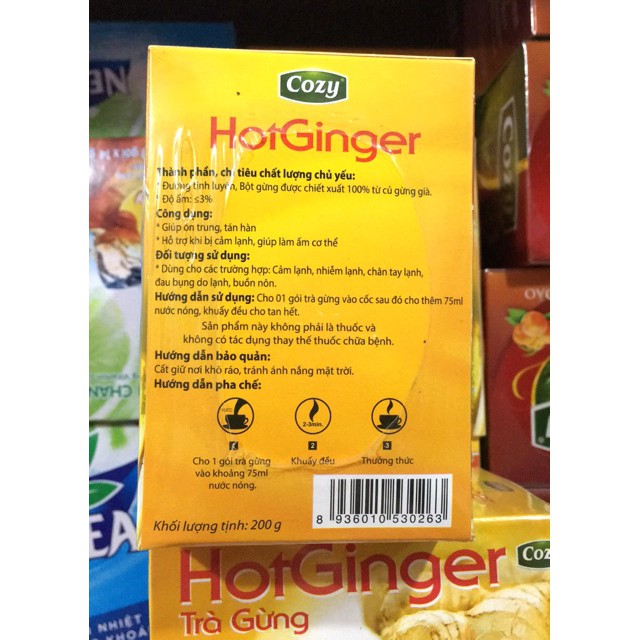 Cozy
HotGinger
Thành phần, chỉ tiêu chất lượng chủ yếu:
* Đường tinh luyện, Bột gừng được chiết xuất 100% từ củ gừng già.
* Độ ẩm: ≤3%
Công dụng:
* Giúp ôn trung, tán hàn
* Hỗ trợ khi bị cảm lạnh, giúp làm ấm cơ thể
Đối tượng sử dụng:
* Dùng cho các trường hợp: Cảm lạnh, nhiễm lạnh, chân tay lạnh,
đau bụng do lạnh, buồn nôn.
Hướng dẫn sử dụng: Cho 01 gói trà gừng vào cốc sau đó cho thêm 75ml
nước nóng, khuấy đều cho tan hết.
Sản phẩm này không phải là thuốc và
không có tác dụng thay thế thuốc chữa bệnh.
Hướng dẫn bảo quản:
Cất giữ nơi khô ráo, tránh ánh nắng mặt trời.
Hướng dẫn pha chế:
NƯỚC
2-3min.
1 2 3
Cho 1 gói trà gừng
vào khoảng 75ml
nước nóng.
Khuấy đều
Thưởng thức
8 936010 530263
Khối lượng tịnh: 200 g
HotGinger
Cozy
Trà Gừng
NE
CHAN
EA
NHIỆT
KHOÁ
OYO